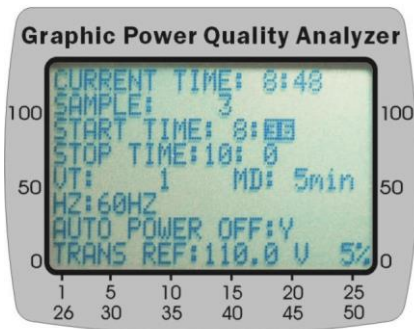 Graphic Power Quality Analyzer
CURRENT TIME: 8:48
SAMPLE: 3
START TIME: 8:
STOP TIME:10: 0
VT: 1 MD: 5min
HZ:60HZ
AUTO POWER OFF:Y
TRANS REF:110.0 V 5%
100 100
50 50
0 0
1 5 10 15 20 25
26 30 35 40 45 50